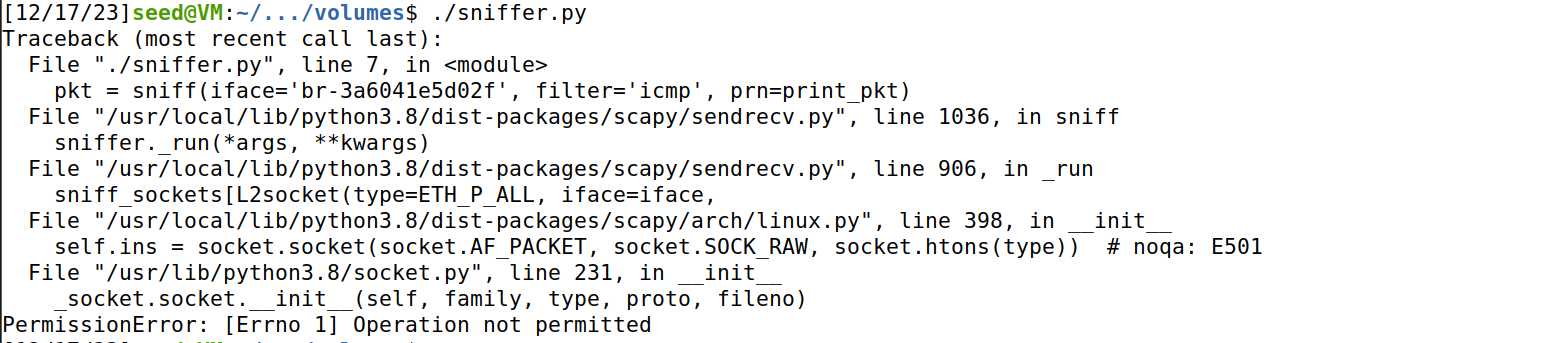 [12/17/23]seed@VM:~/.../volumes$ ./sniffer.py
Traceback (most recent call last):
  File "./sniffer.py", line 7, in <module>
    pkt = sniff(iface='br-3a6041e5d02f', filter='icmp', prn=print_pkt)
  File "/usr/local/lib/python3.8/dist-packages/scapy/sendrecv.py", line 1036, in sniff
    sniffer._run(*args, **kwargs)
  File "/usr/local/lib/python3.8/dist-packages/scapy/sendrecv.py", line 906, in _run
    sniff_sockets[L2socket(type=ETH_P_ALL, iface=iface,
  File "/usr/local/lib/python3.8/dist-packages/scapy/arch/linux.py", line 398, in __init__
    self.ins = socket.socket(socket.AF_PACKET, socket.SOCK_RAW, socket.htons(type))  # noqa: E501
  File "/usr/lib/python3.8/socket.py", line 231, in __init__
    _socket.socket.__init__(self, family, type, proto, fileno)
PermissionError: [Errno 1] Operation not permitted